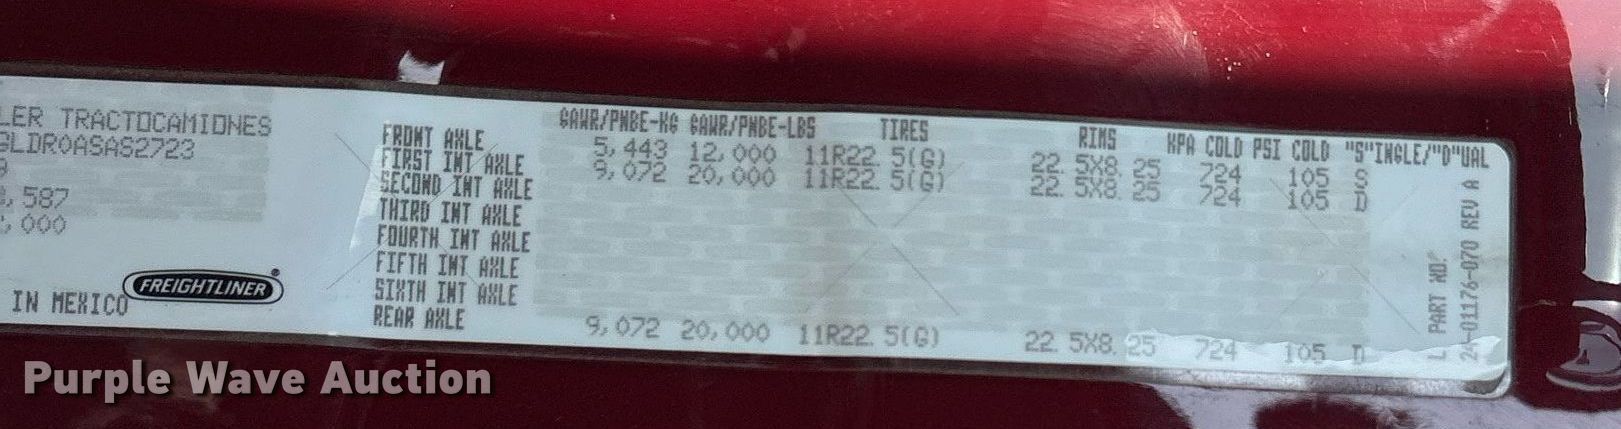 LER TRACTOCAMIONES
GLDR0ASAS2723
9
,587
,000
IN MEXICO
FREIGHTLINER®
GAWR/PNBE-KG GAWR/PNBE-LBS TIRES RIMS KPA COLD PSI COLD "S"INGLE/"D"UAL
FRONT AXLE 5,443 12,000 11R22.5(G) 22.5X8.25 724 105 S
FIRST INT AXLE 9,072 20,000 11R22.5(G) 22.5X8.25 724 105 D
SECOND INT AXLE
THIRD INT AXLE
FOURTH INT AXLE
FIFTH INT AXLE
SIXTH INT AXLE
REAR AXLE 9,072 20,000 11R22.5(G) 22.5X8.25 724 105 D
PART NO.
24-01176-070 REV A
Purple Wave Auction